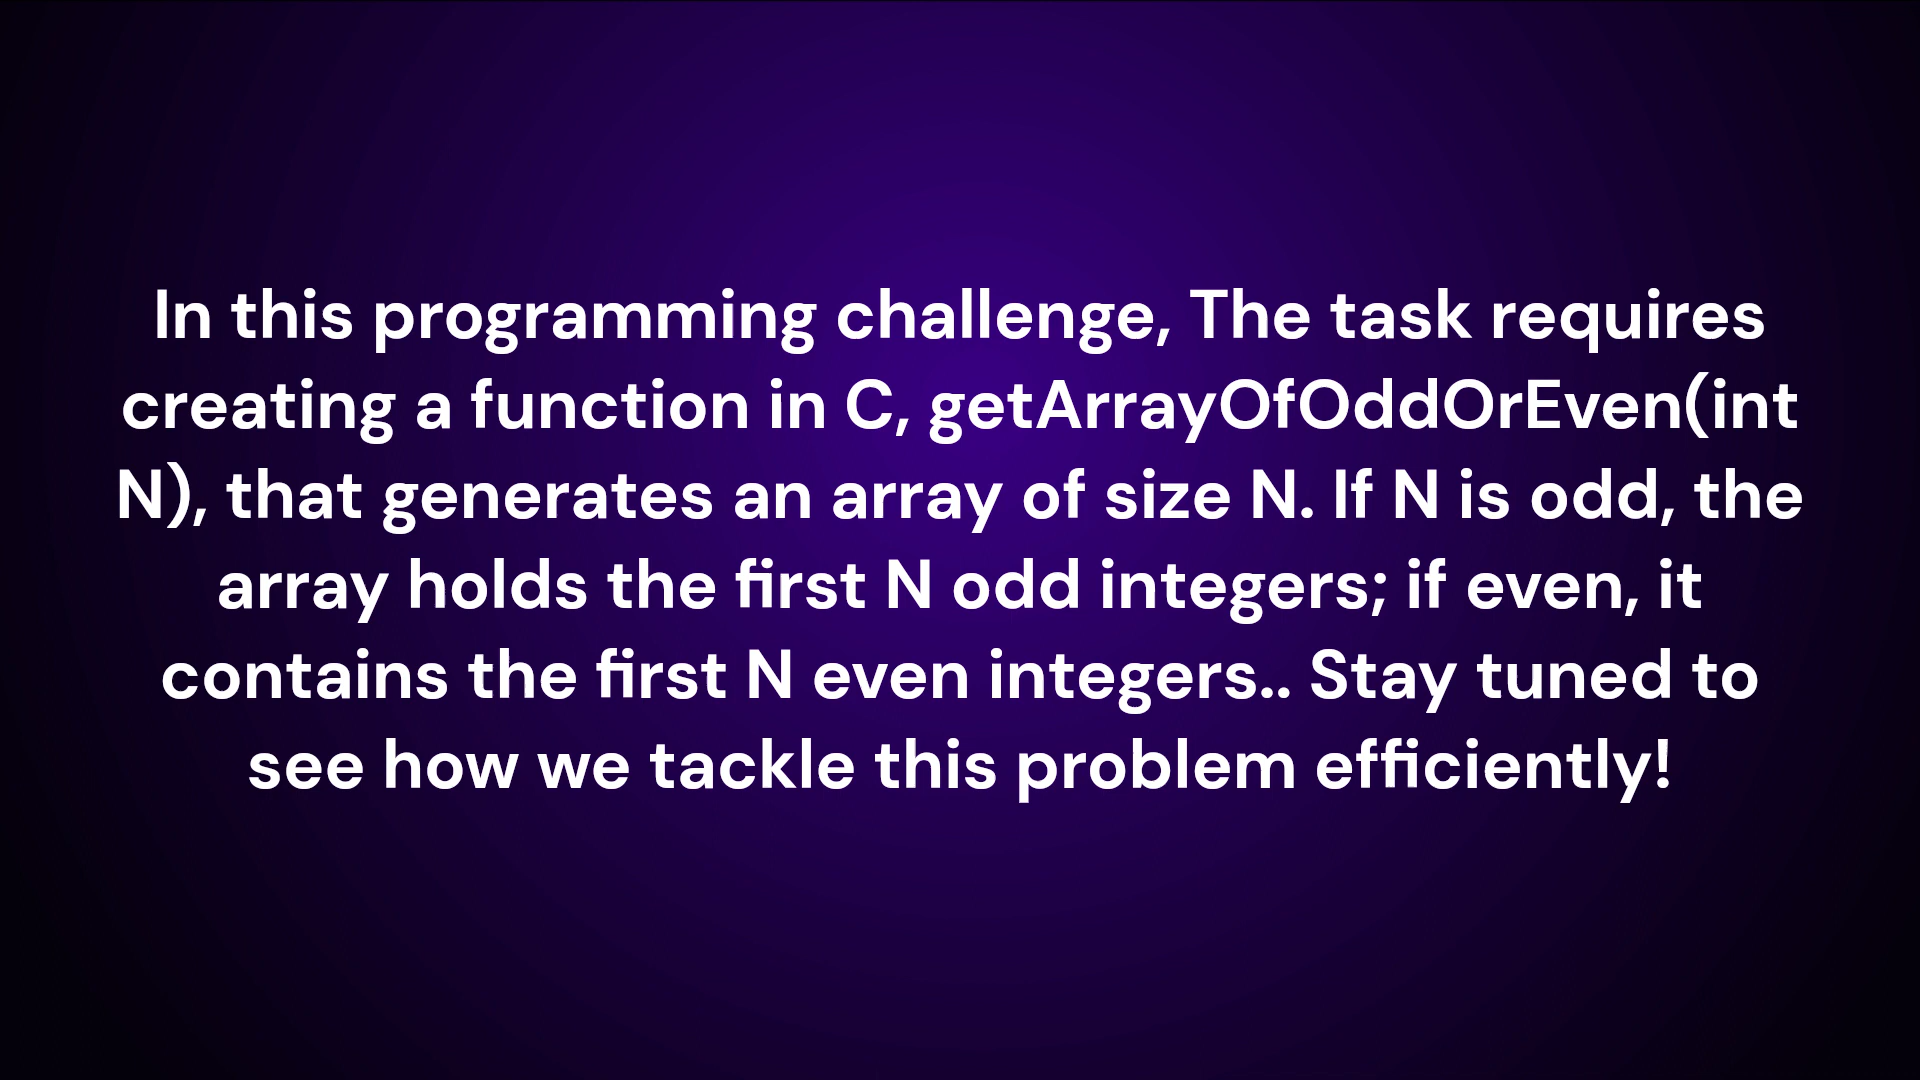 In this programming challenge, The task requires
creating a function in C, getArrayOfOddOrEven(int
N), that generates an array of size N. If N is odd, the
array holds the first N odd integers; if even, it
contains the first N even integers.. Stay tuned to
see how we tackle this problem efficiently!